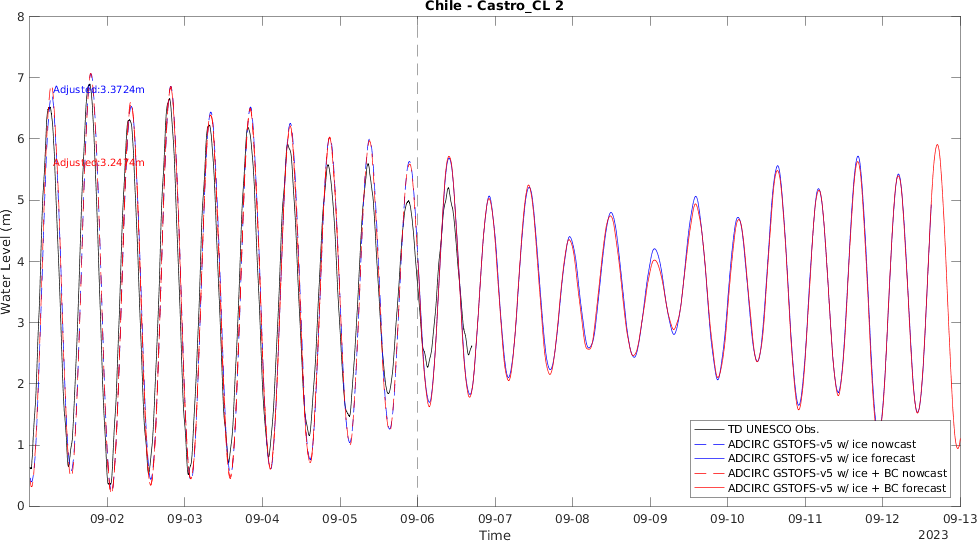 Chile - Castro_CL 2
Water Level (m)
8
7
6
5
4
3
2
1
0
Adjusted:3.3724m
Adjusted:3.2474m
TD UNESCO Obs.
ADCIRC GSTOFS-v5 w/ ice nowcast
ADCIRC GSTOFS-v5 w/ ice forecast
ADCIRC GSTOFS-v5 w/ ice + BC nowcast
ADCIRC GSTOFS-v5 w/ ice + BC forecast
09-02 09-03 09-04 09-05 09-06 09-07 09-08 09-09 09-10 09-11 09-12 09-13
Time
2023